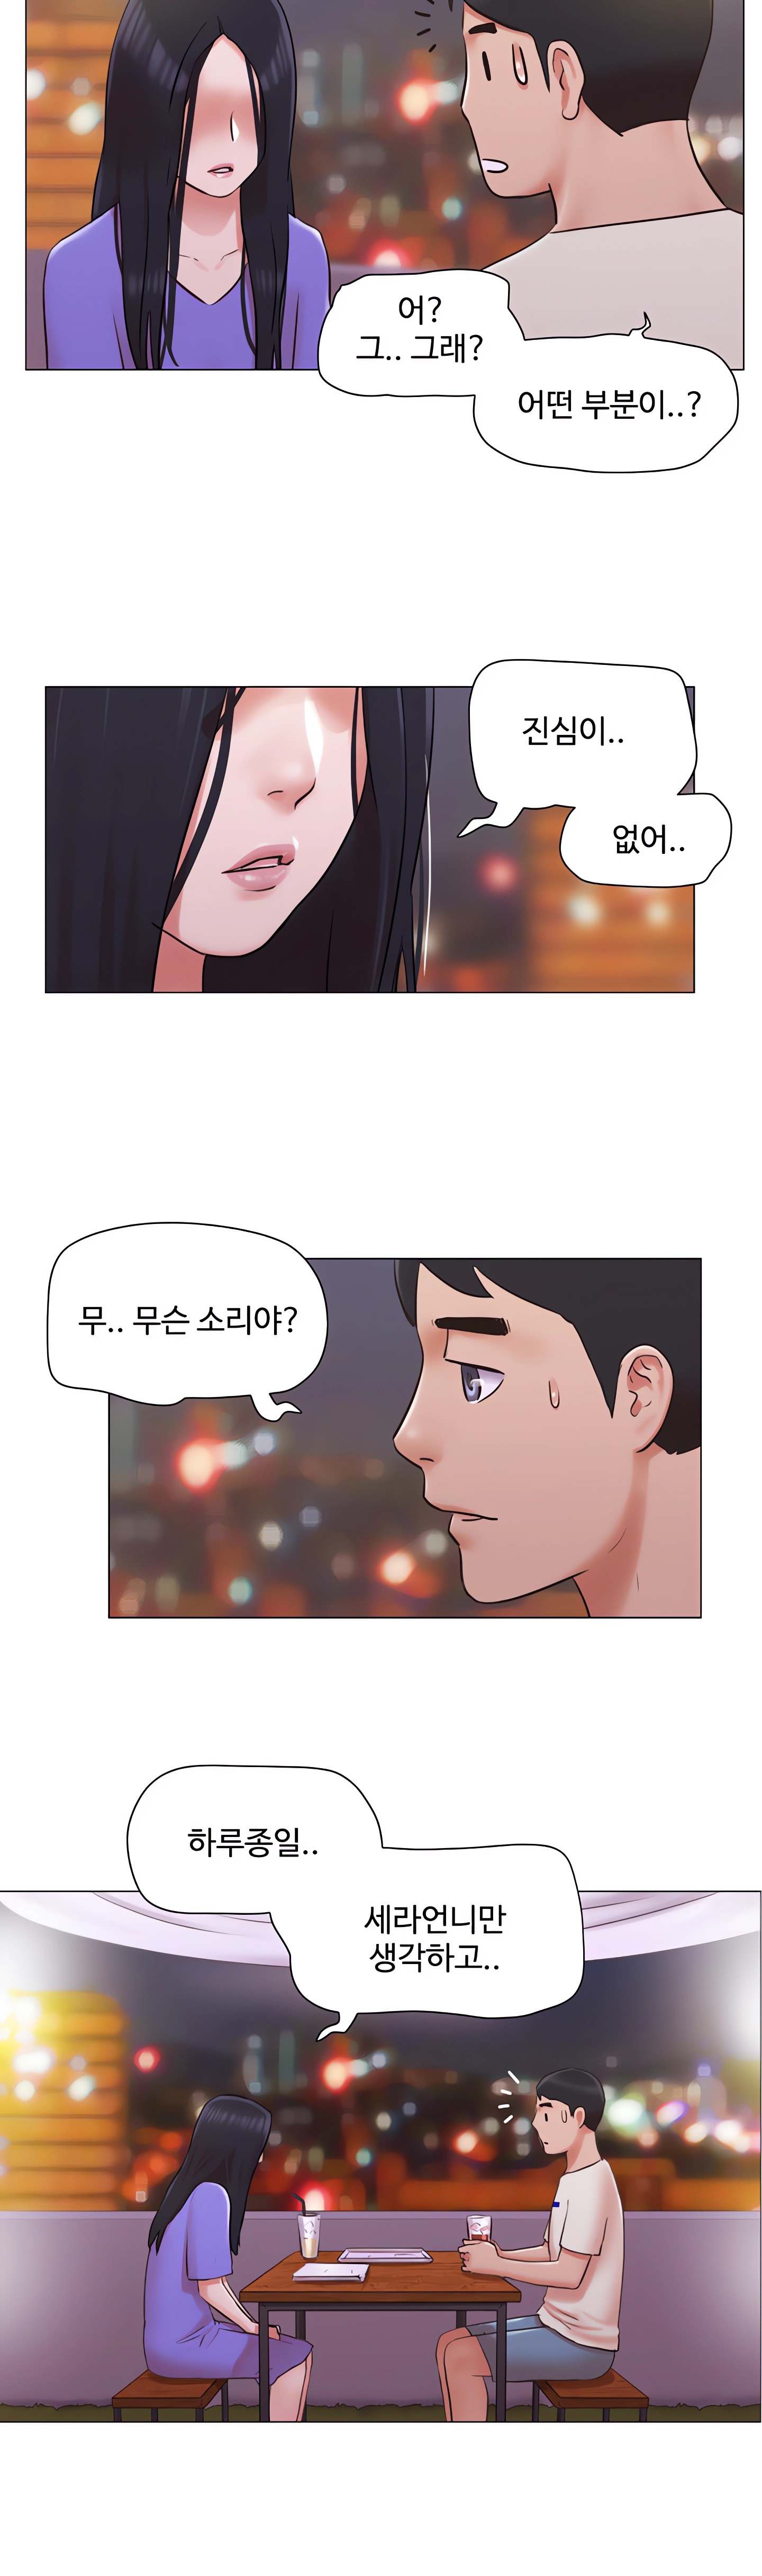 어?
그.. 그래?
어떤 부분이..?
진심이..
없어..
무.. 무슨 소리야?
하루종일..
세라언니만
생각하고..